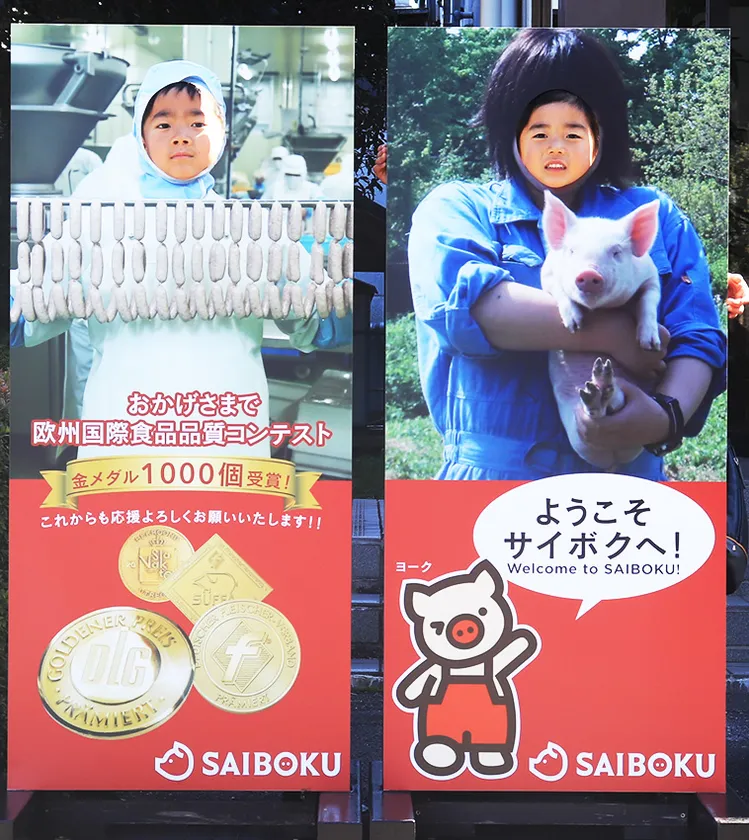 おかげさまで
欧州国際食品品質コンテスト
金メダル1000個受賞!
これからも応援よろしくお願いいたします!!
SUFFA
GOLDENER PREIS
DLG
PRÄMIERT
f
PRÄMIERT
SAIBOKU
ようこそ
サイボクへ!
Welcome to SAIBOKU!
ヨーク
SAIBOKU